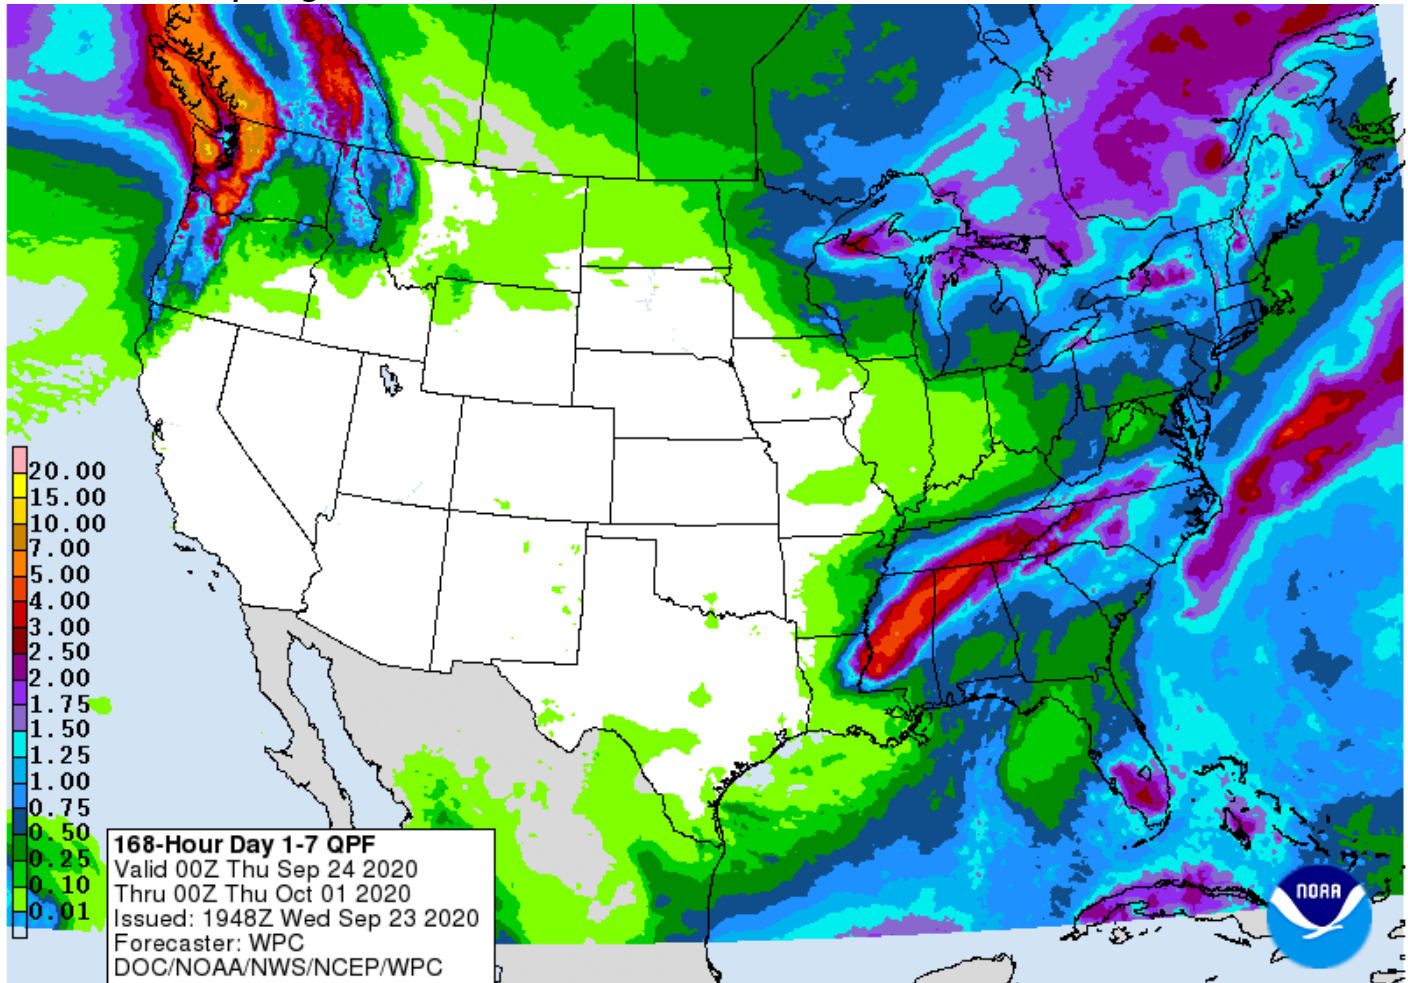 20.00
15.00
10.00
7.00
5.00
4.00
3.00
2.50
2.00
1.75
1.50
1.25
1.00
0.75
0.50
0.25
0.10
0.01
168-Hour Day 1-7 QPF
Valid 00Z Thu Sep 24 2020
Thru 00Z Thu Oct 01 2020
Issued: 1948Z Wed Sep 23 2020
Forecaster: WPC
DOC/NOAA/NWS/NCEP/WPC
NOAA